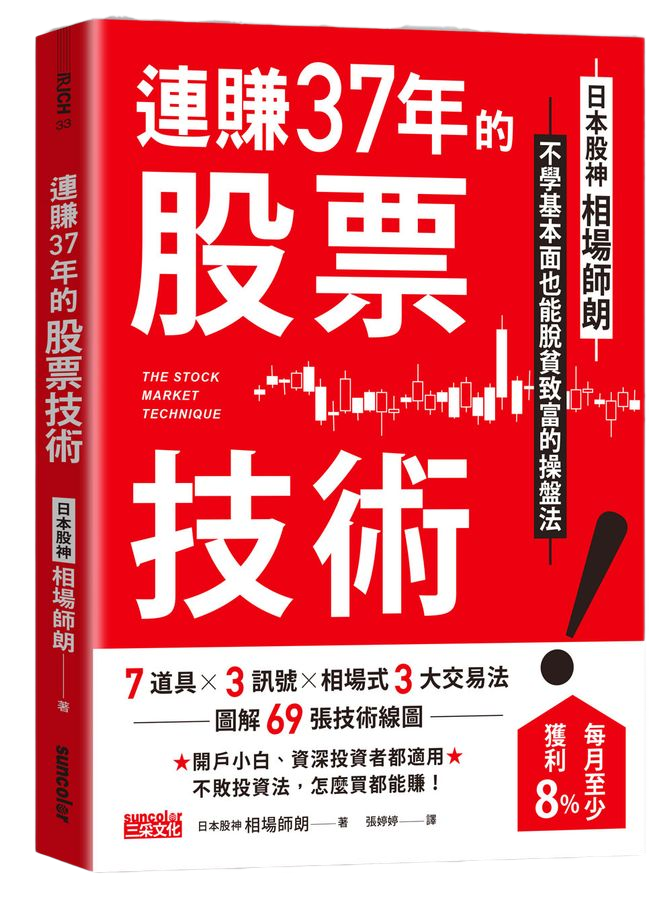 RICH
33
連賺37年的股票技術
日本股神 相場師朗——著
suncolor
連賺37年的
股票
技術
THE STOCK
MARKET
TECHNIQUE
日本股神 相場師朗
不學基本面也能脫貧致富的操盤法
!
7道具×3訊號×相場式3大交易法
圖解69張技術線圖
★開戶小白、資深投資者都適用★
不敗投資法，怎麼買都能賺！
每月至少
獲利8%
suncolor
三采文化
日本股神 相場師朗——著 張婷婷——譯